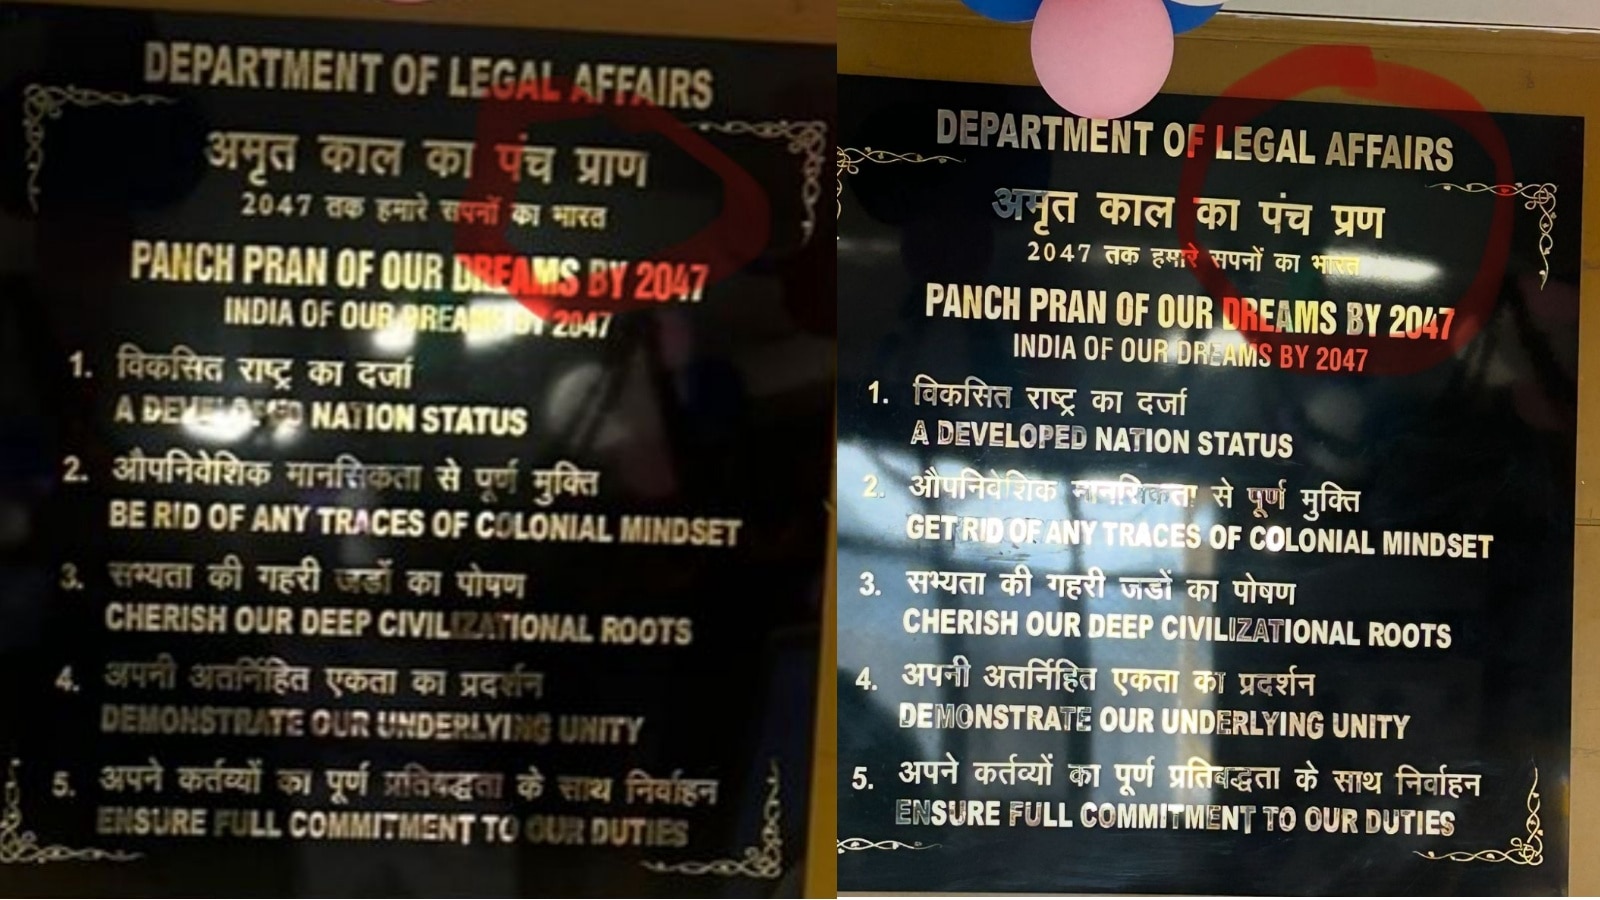 DEPARTMENT OF LEGAL AFFAIRS
अमृत काल का पंच प्राण
2047 तक हमारे सपनों का भारत
PANCH PRAN OF OUR DREAMS BY 2047
INDIA OF OUR DREAMS BY 2047
1. विकसित राष्ट्र का दर्जा
A DEVELOPED NATION STATUS
2. औपनिवेशिक मानसिकता से पूर्ण मुक्ति
BE RID OF ANY TRACES OF COLONIAL MINDSET
3. सभ्यता की गहरी जडों का पोषण
CHERISH OUR DEEP CIVILIZATIONAL ROOTS
4. अपनी अतर्निहित एकता का प्रदर्शन
DEMONSTRATE OUR UNDERLYING UNITY
5. अपने कर्तव्यों का पूर्ण प्रतिबद्धता के साथ निर्वाहन
ENSURE FULL COMMITMENT TO OUR DUTIES
DEPARTMENT OF LEGAL AFFAIRS
अमृत काल का पंच प्रण
2047 तक हमारे सपनों का भारत
PANCH PRAN OF OUR DREAMS BY 2047
INDIA OF OUR DREAMS BY 2047
1. विकसित राष्ट्र का दर्जा
A DEVELOPED NATION STATUS
2. औपनिवेशिक मानसिकता से पूर्ण मुक्ति
GET RID OF ANY TRACES OF COLONIAL MINDSET
3. सभ्यता की गहरी जडों का पोषण
CHERISH OUR DEEP CIVILIZATIONAL ROOTS
4. अपनी अतर्निहित एकता का प्रदर्शन
DEMONSTRATE OUR UNDERLYING UNITY
5. अपने कर्तव्यों का पूर्ण प्रतिबद्धता के साथ निर्वाहन
ENSURE FULL COMMITMENT TO OUR DUTIES